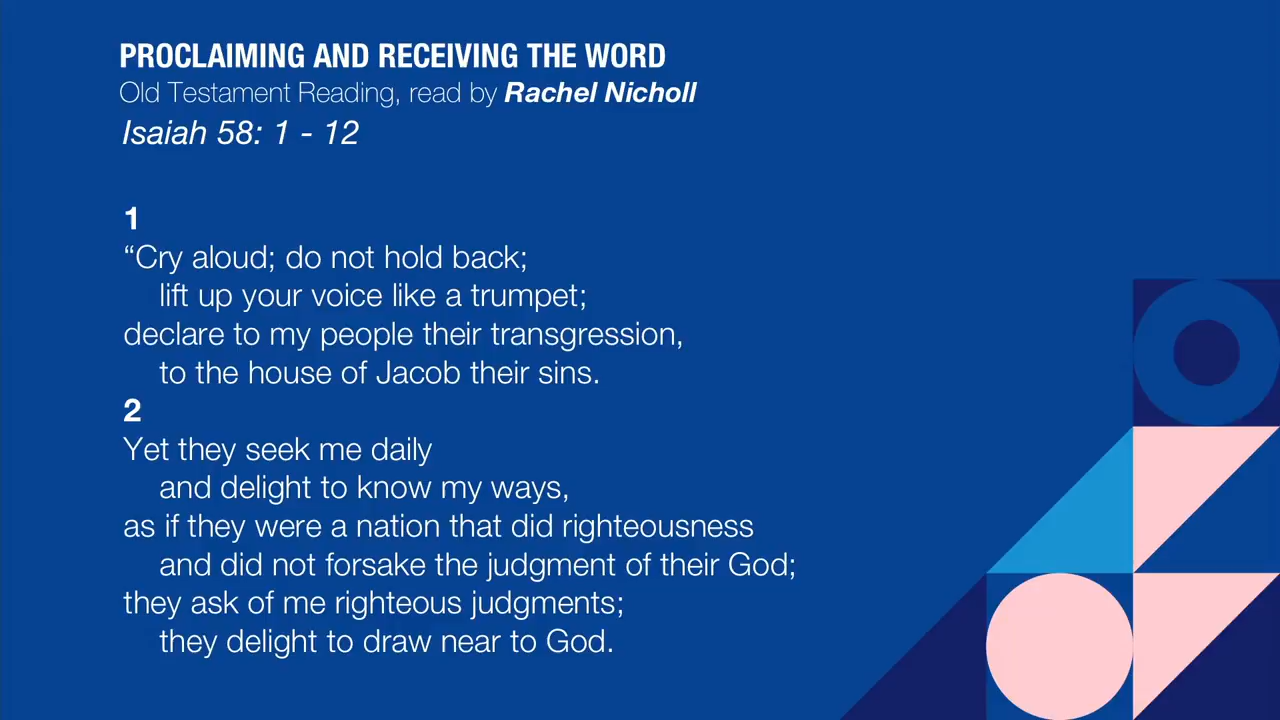 PROCLAIMING AND RECEIVING THE WORD
Old Testament Reading, read by Rachel Nicholl
Isaiah 58: 1 - 12
1
“Cry aloud; do not hold back;
lift up your voice like a trumpet;
declare to my people their transgression,
to the house of Jacob their sins.
2
Yet they seek me daily
and delight to know my ways,
as if they were a nation that did righteousness
and did not forsake the judgment of their God;
they ask of me righteous judgments;
they delight to draw near to God.